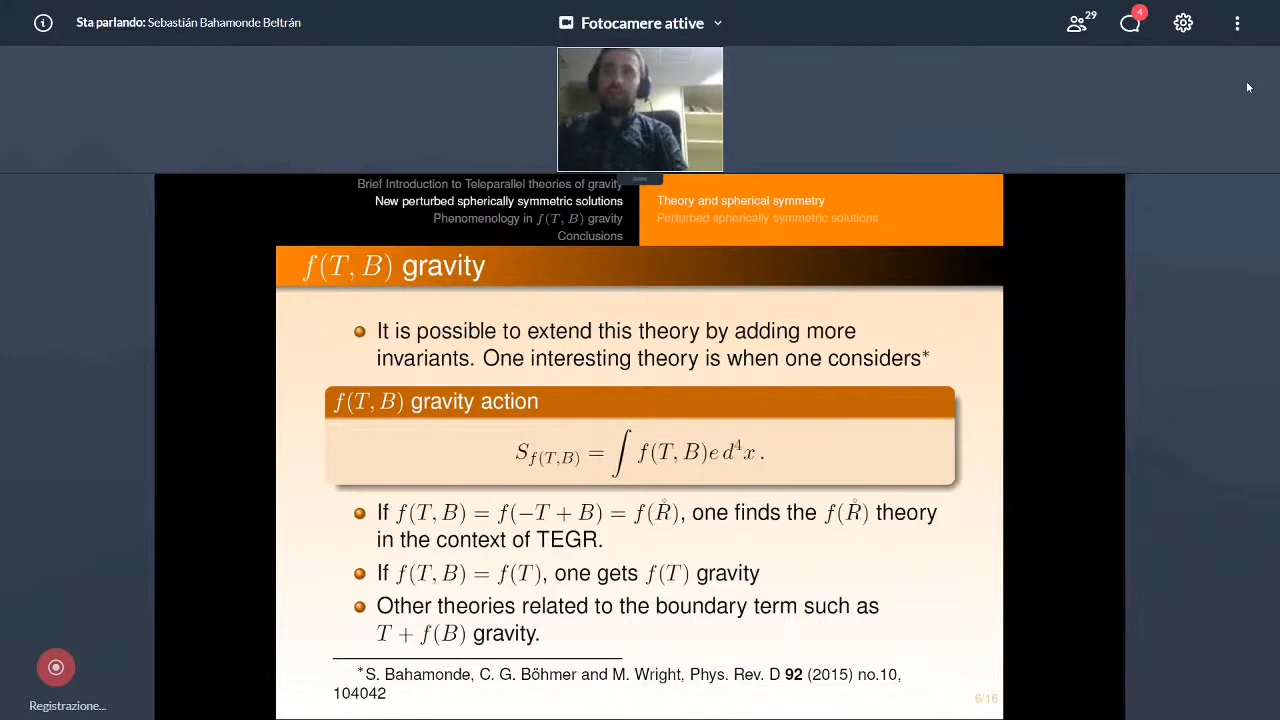 Sta parlando: Sebastián Bahamonde Beltrán
Fotocamere attive
29
4
Brief Introduction to Teleparallel theories of gravity
New perturbed spherically symmetric solutions
Phenomenology in f(T, B) gravity
Conclusions
Theory and spherical symmetry
Perturbed spherically symmetric solutions
f(T, B) gravity
It is possible to extend this theory by adding more
invariants. One interesting theory is when one considers*
f(T, B) gravity action
S_{f(T,B)} = ∫ f(T, B)e d⁴x .
If f(T, B) = f(−T + B) = f(R̊), one finds the f(R̊) theory
in the context of TEGR.
If f(T, B) = f(T), one gets f(T) gravity
Other theories related to the boundary term such as
T + f(B) gravity.
*S. Bahamonde, C. G. Böhmer and M. Wright, Phys. Rev. D 92 (2015) no.10,
104042
6/16
Registrazione...